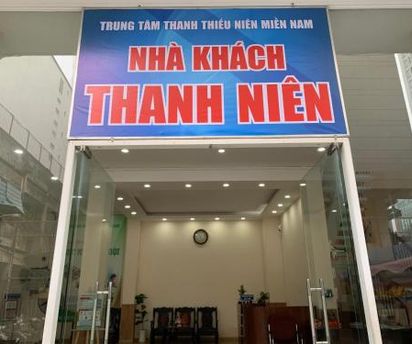 TRUNG TÂM THANH THIẾU NIÊN MIỀN NAM
NHÀ KHÁCH
THANH NIÊN